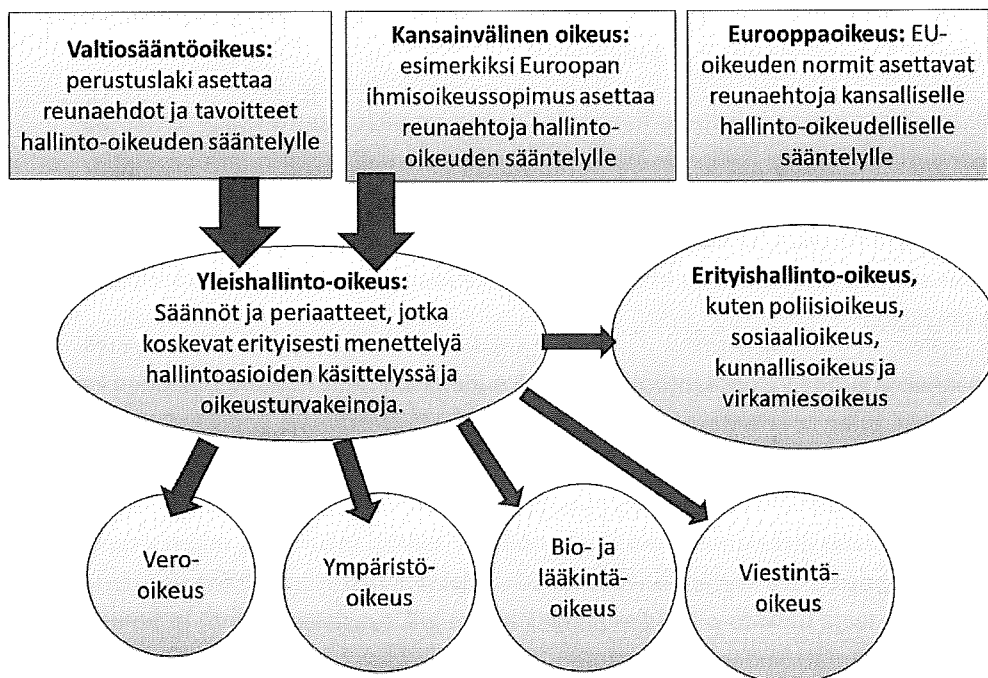 Valtiosääntöoikeus:
perustuslaki asettaa
reunaehdot ja tavoitteet
hallinto-oikeuden sääntelylle
Kansainvälinen oikeus:
esimerkiksi Euroopan
ihmisoikeussopimus asettaa
reunaehtoja hallinto-
oikeuden sääntelylle
Eurooppaoikeus: EU-
oikeuden normit asettavat
reunaehtoja kansalliselle
hallinto-oikeudelliselle
sääntelylle
Yleishallinto-oikeus:
Säännöt ja periaatteet, jotka
koskevat erityisesti menettelyä
hallintoasioiden käsittelyssä ja
oikeusturvakeinoja.
Erityishallinto-oikeus,
kuten poliisioikeus,
sosiaalioikeus,
kunnallisoikeus ja
virkamiesoikeus
Vero-
oikeus
Ympäristö-
oikeus
Bio- ja
lääkintä-
oikeus
Viestintä-
oikeus